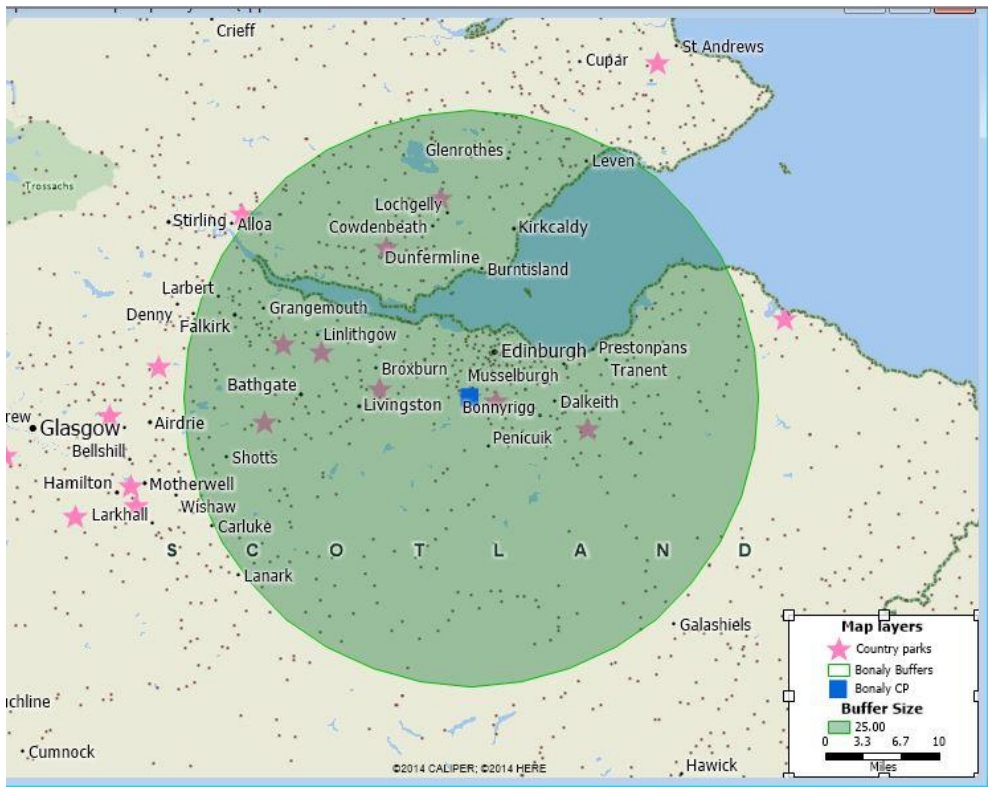 Crieff
St Andrews
Cupar
Glenrothes
Leven
Trossachs
Lochgelly
Stirling
Alloa
Cowdenbeath
Kirkcaldy
Dunfermline
Burntisland
Larbert
Grangemouth
Denny
Falkirk
Linlithgow
Edinburgh
Prestonpans
Broxburn
Musselburgh
Tranent
Bathgate
Livingston
Bonnyrigg
Dalkeith
rew
Glasgow
Airdrie
Penicuik
Bellshill
Shotts
Hamilton
Motherwell
Wishaw
Larkhall
Carluke
S C O T L A N D
Lanark
Galashiels
Map layers
Country parks
Bonaly Buffers
Bonaly CP
Buffer Size
25.00
0 3.3 6.7 10
Miles
uchline
Cumnock
©2014 CALIPER; ©2014 HERE
Hawick